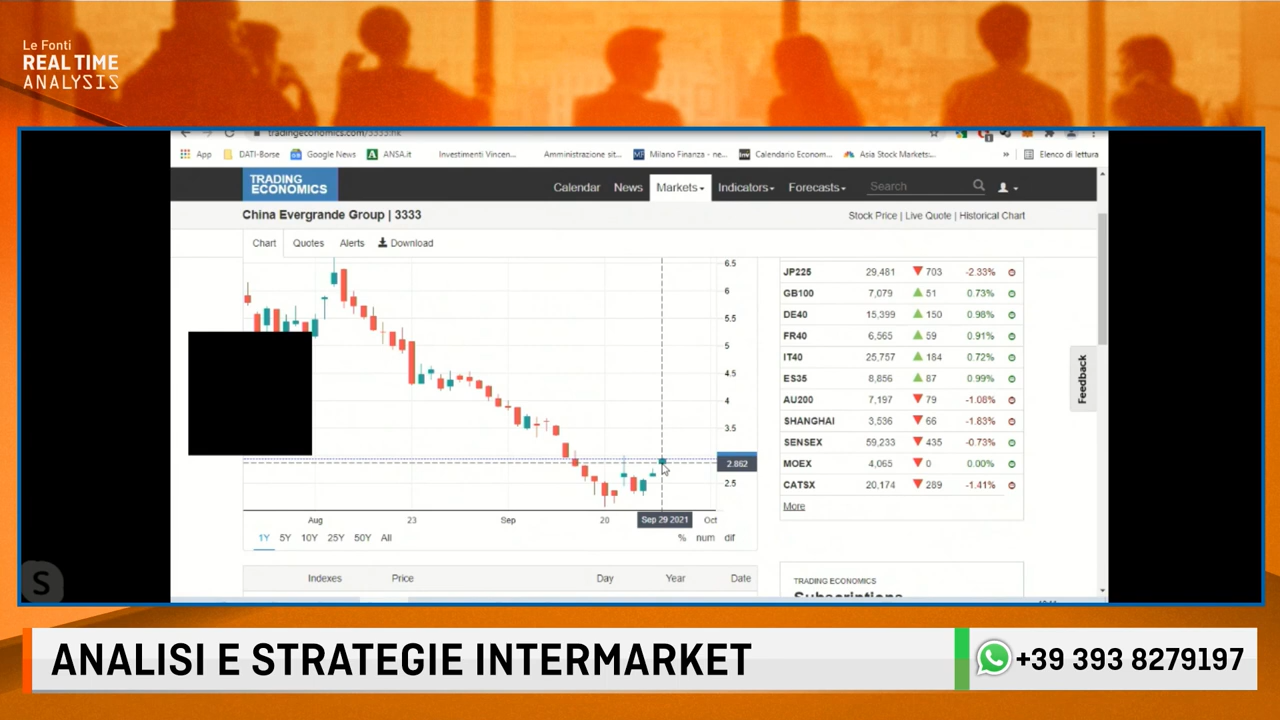 Le Fonti
REAL TIME
ANALYSIS
tradingeconomics.com/3333:hk
App DATI-Borse Google News ANSA.it Investimenti Vincen... Amministrazione sit... Milano Finanza - ne... Calendario Econom... Asia Stock Markets:... » Elenco di lettura
TRADING
ECONOMICS
Calendar News Markets Indicators Forecasts Search
China Evergrande Group | 3333
Stock Price | Live Quote | Historical Chart
Chart Quotes Alerts Download
6.5
5.5
5
4.5
4
3.5
2.862
2.5
Aug 23 Sep 20 Sep 29 2021 Oct
1Y 5Y 10Y 25Y 50Y All % num dif
Indexes Price Day Year Date
JP225 29,481 703 -2.33%
GB100 7,079 51 0.73%
DE40 15,399 150 0.98%
FR40 6,565 59 0.91%
IT40 25,757 184 0.72%
ES35 8,856 87 0.99%
AU200 7,197 79 -1.08%
SHANGHAI 3,536 66 -1.83%
SENSEX 59,233 435 -0.73%
MOEX 4,065 0 0.00%
CATSX 20,174 289 -1.41%
More
TRADING ECONOMICS
Subscriptions
Feedback
S
ANALISI E STRATEGIE INTERMARKET
+39 393 8279197